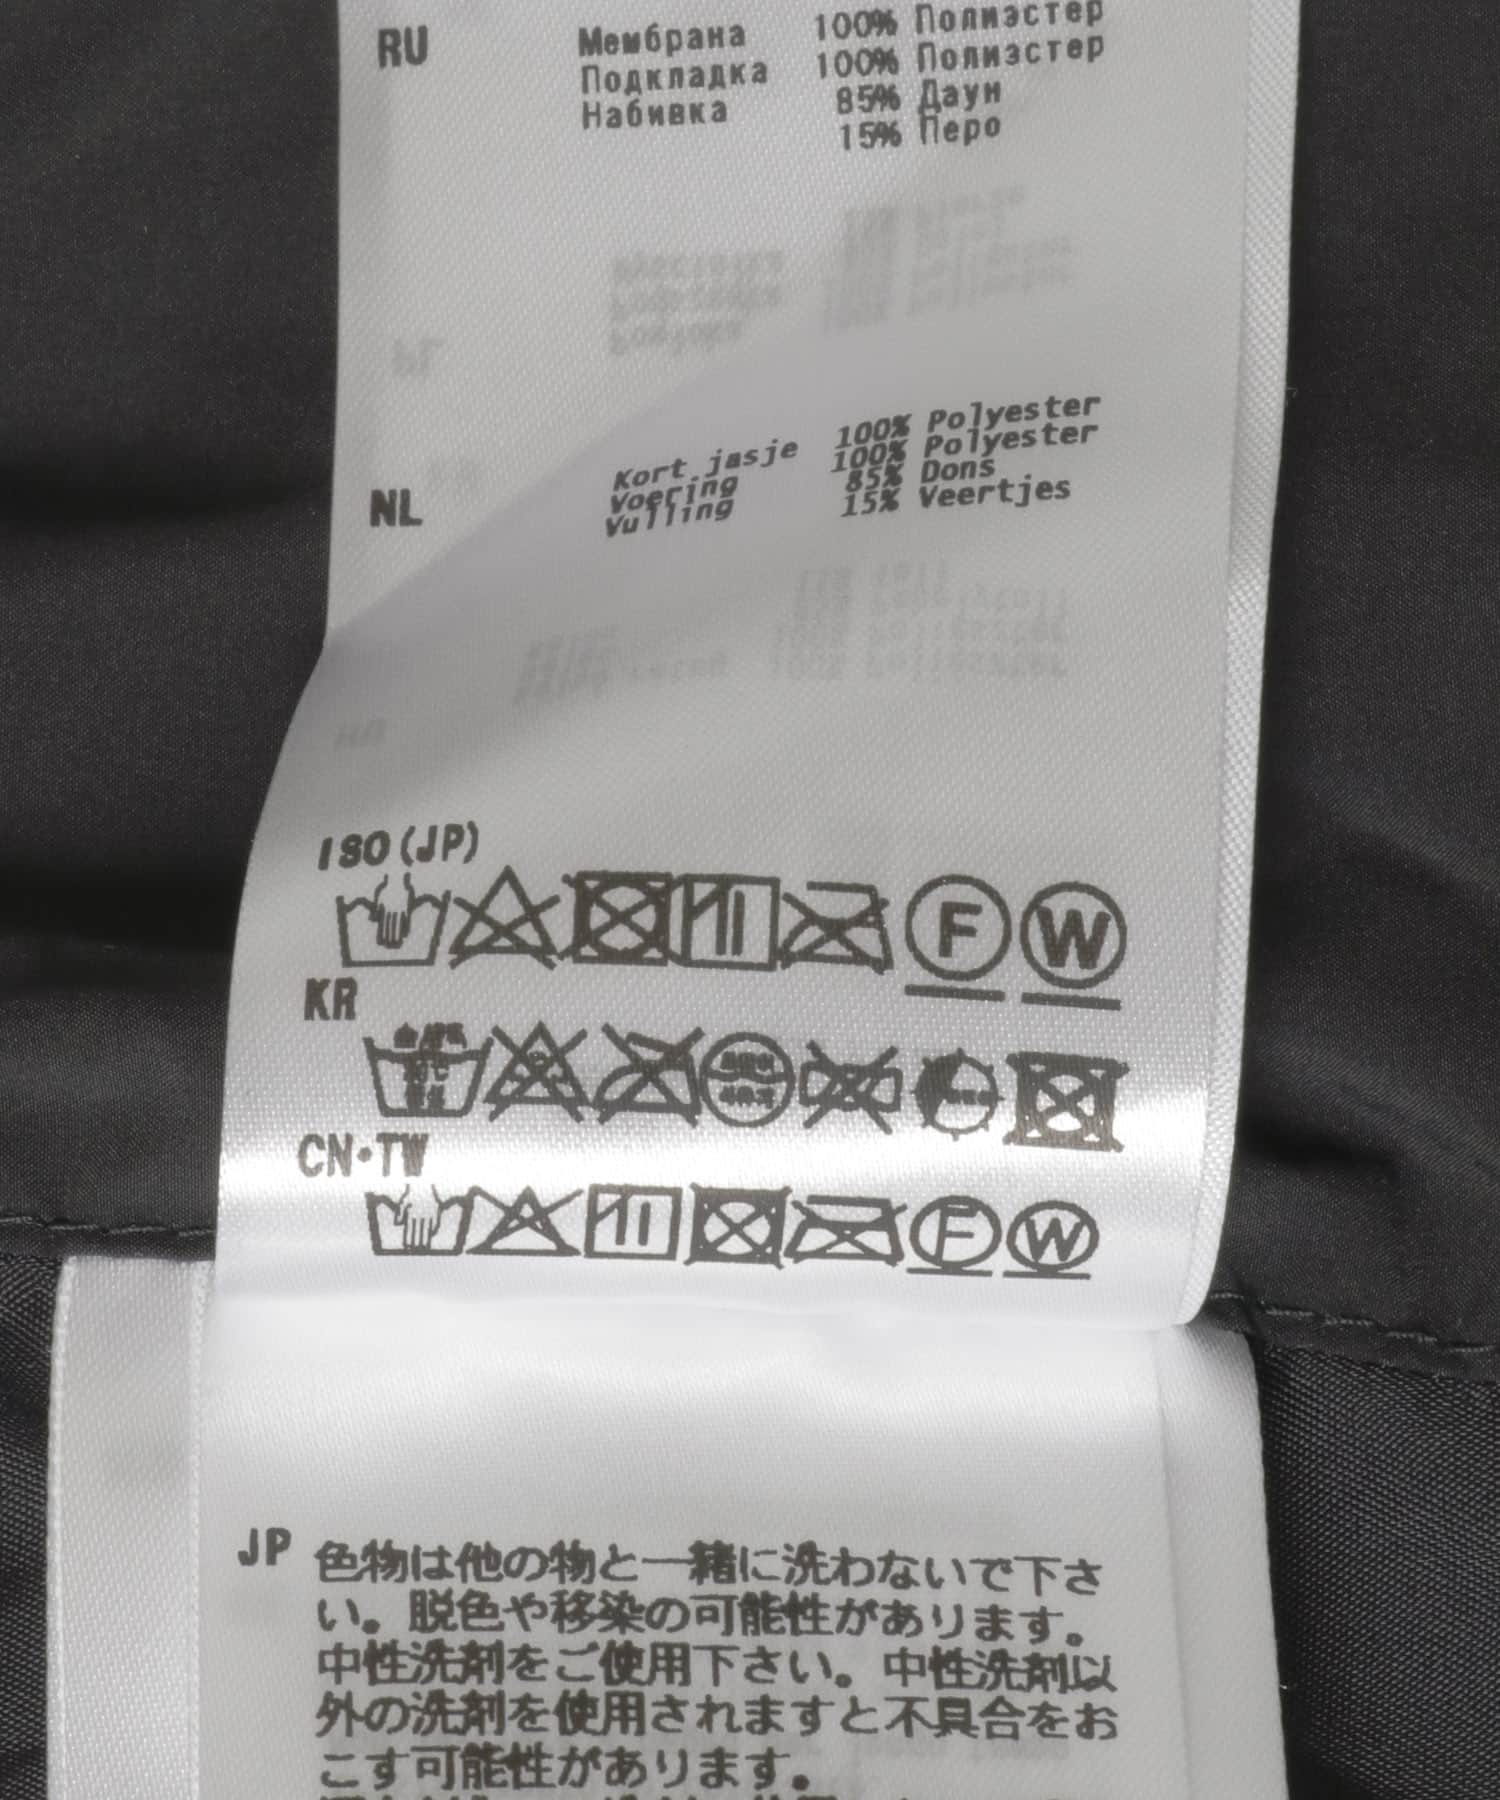 RU Мембрана 100% Полиэстер
Подкладка 100% Полиэстер
Набивка 85% Даун
15% Перо
NL Kort jasje 100% Polyester
Voering 100% Polyester
Vulling 85% Dons
15% Veertjes
ISO(JP)
F W
KR
CN・TW
F W
JP 色物は他の物と一緒に洗わないで下さ
い。脱色や移染の可能性があります。
中性洗剤をご使用下さい。中性洗剤以
外の洗剤を使用されますと不具合をお
こす可能性があります。